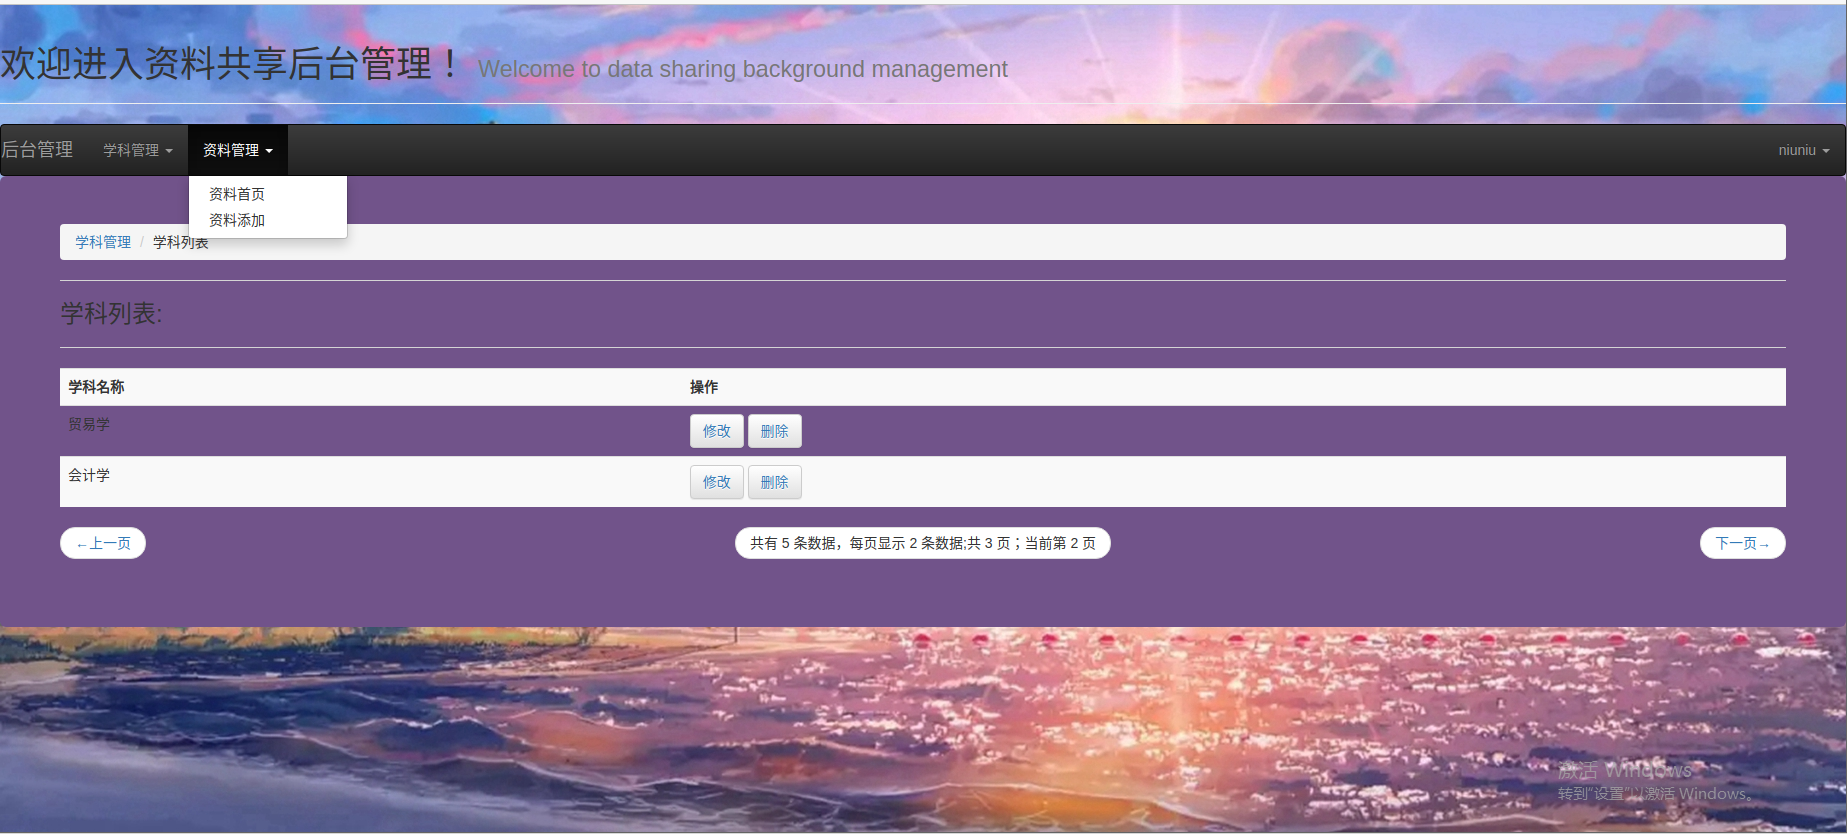 欢迎进入资料共享后台管理！ Welcome to data sharing background management
后台管理 学科管理 资料管理 niuniu
资料首页
资料添加
学科管理 / 学科列表
学科列表:
学科名称 操作
贸易学 修改 删除
会计学 修改 删除
←上一页 共有 5 条数据，每页显示 2 条数据;共 3 页；当前第 2 页 下一页→
激活 Windows
转到“设置”以激活 Windows。